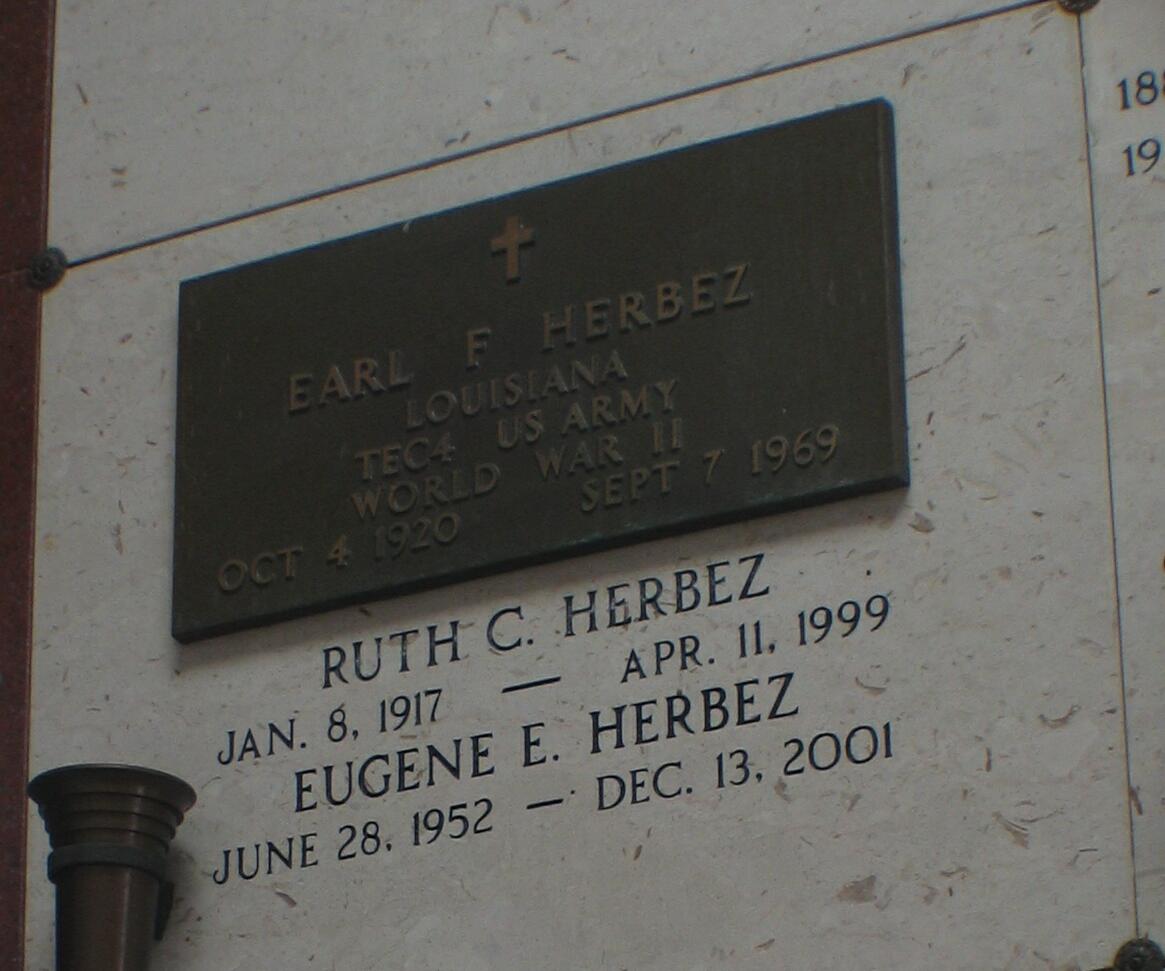 EARL F HERBEZ
LOUISIANA
TEC4 US ARMY
WORLD WAR II
OCT 4 1920 SEPT 7 1969
RUTH C. HERBEZ
JAN. 8, 1917 — APR. 11, 1999
EUGENE E. HERBEZ
JUNE 28, 1952 — DEC. 13, 2001